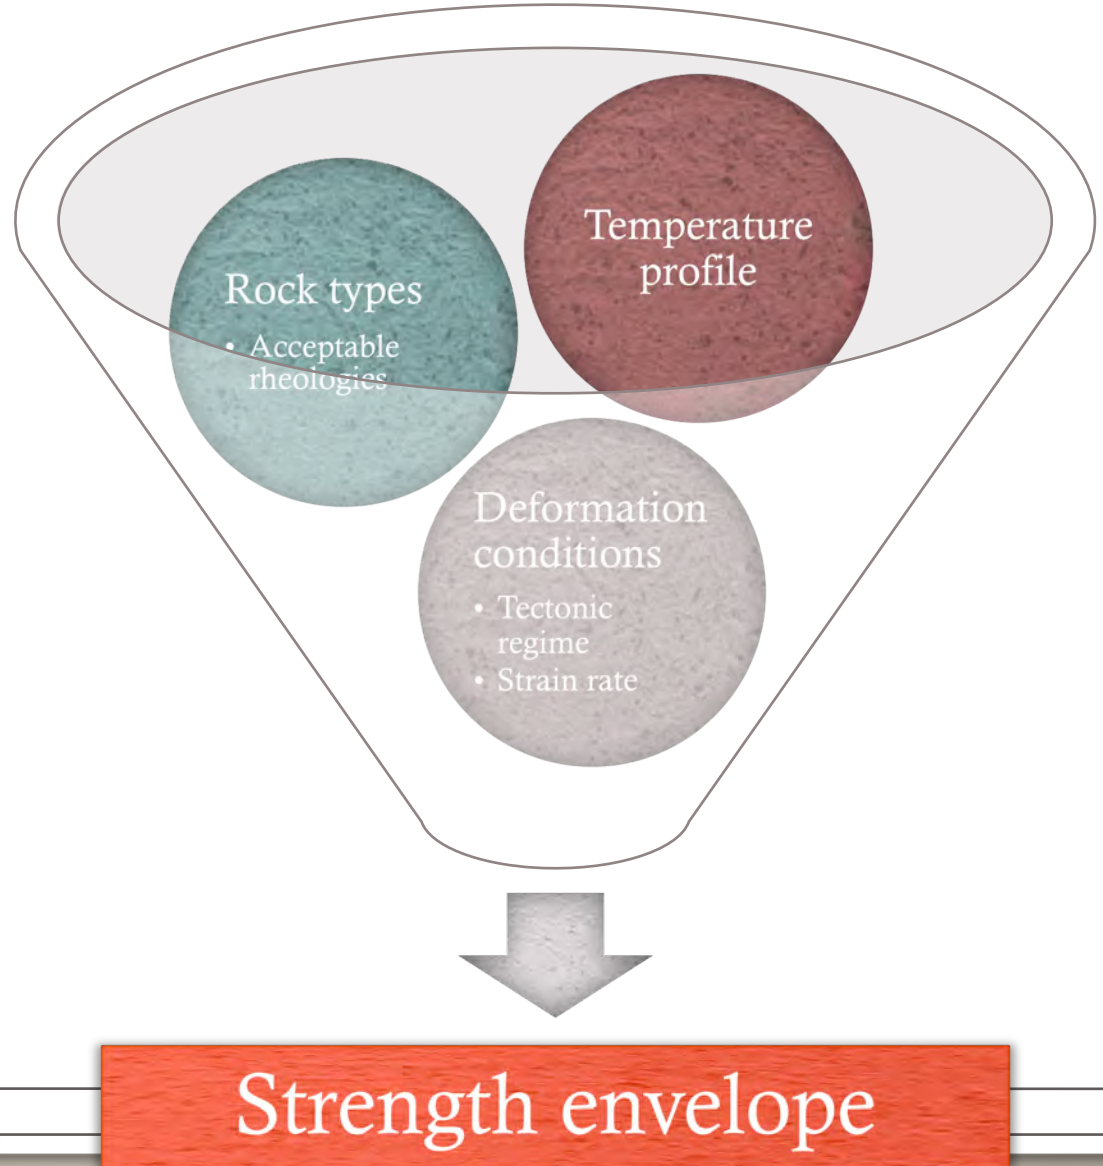 Temperature
profile
Rock types
• Acceptable
rheologies
Deformation
conditions
• Tectonic
regime
• Strain rate
Strength envelope